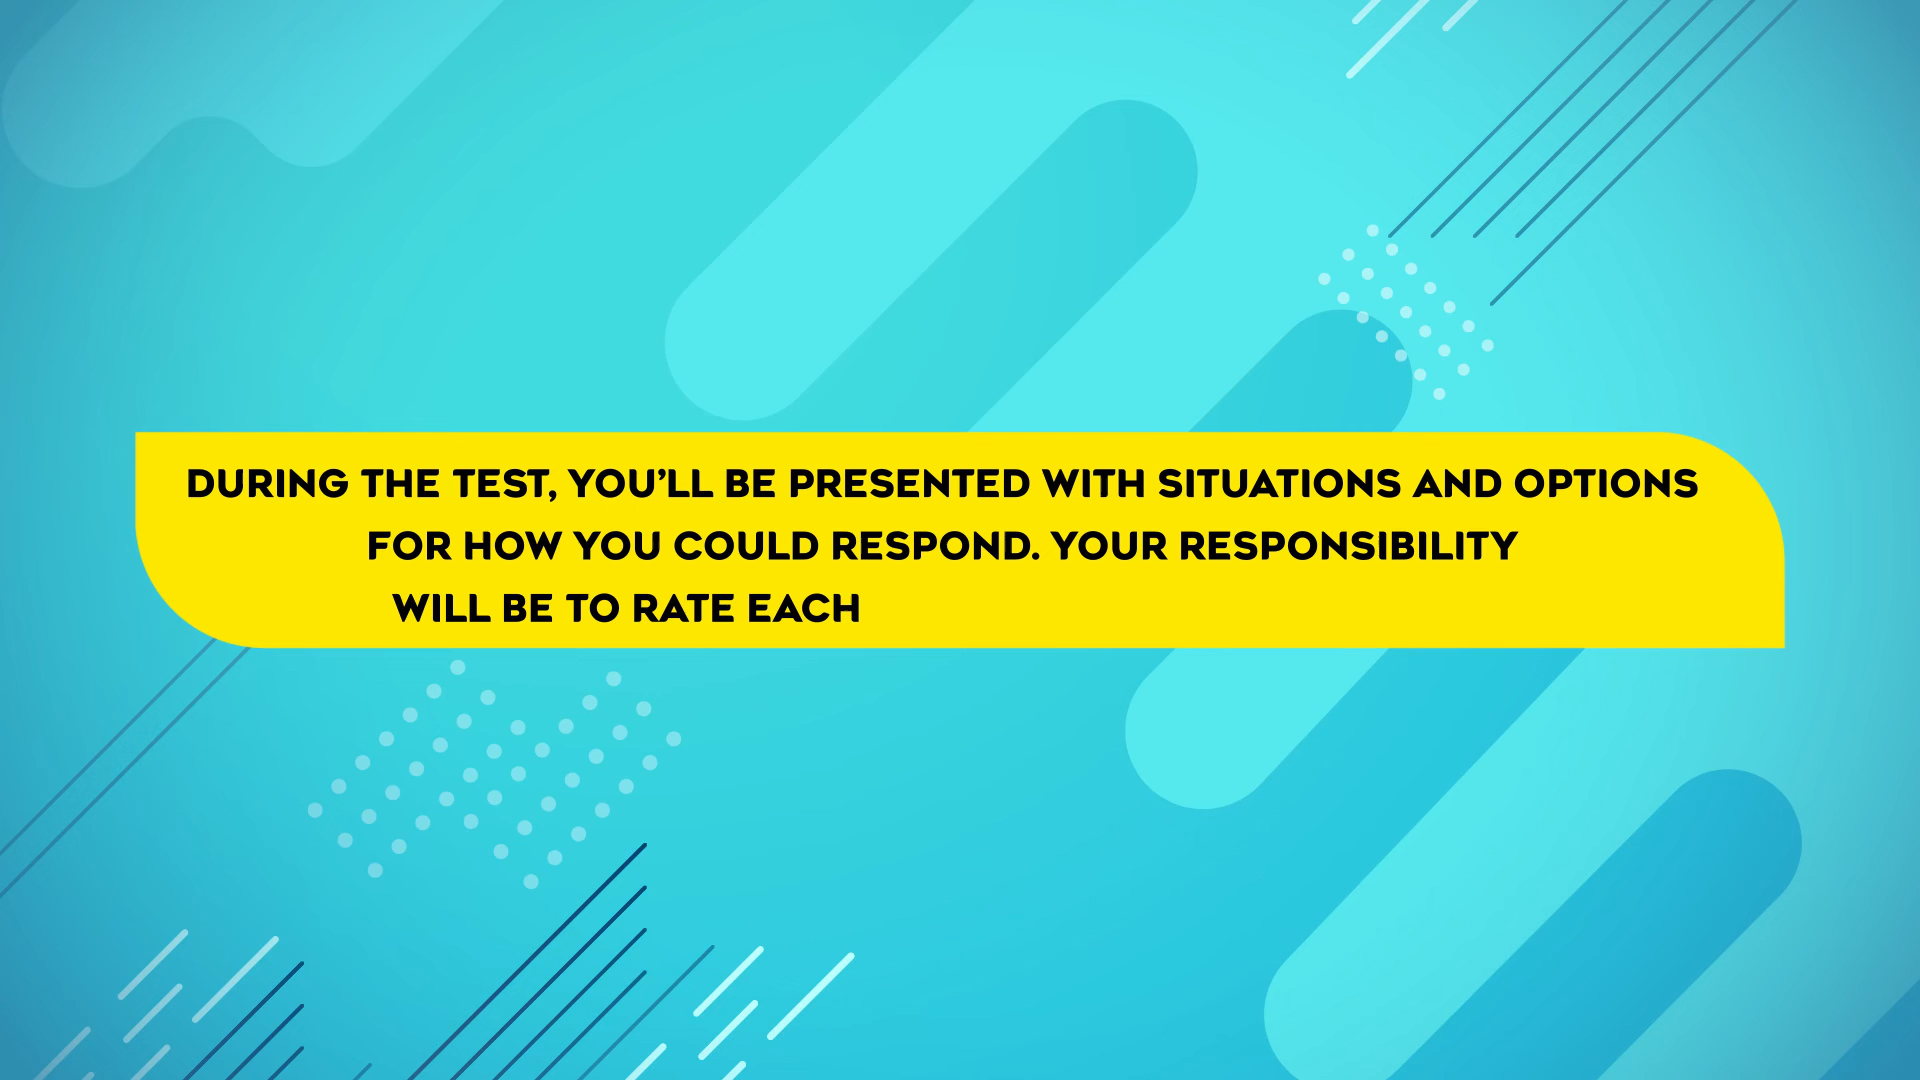 DURING THE TEST, YOU’LL BE PRESENTED WITH SITUATIONS AND OPTIONS
FOR HOW YOU COULD RESPOND. YOUR RESPONSIBILITY
WILL BE TO RATE EACH